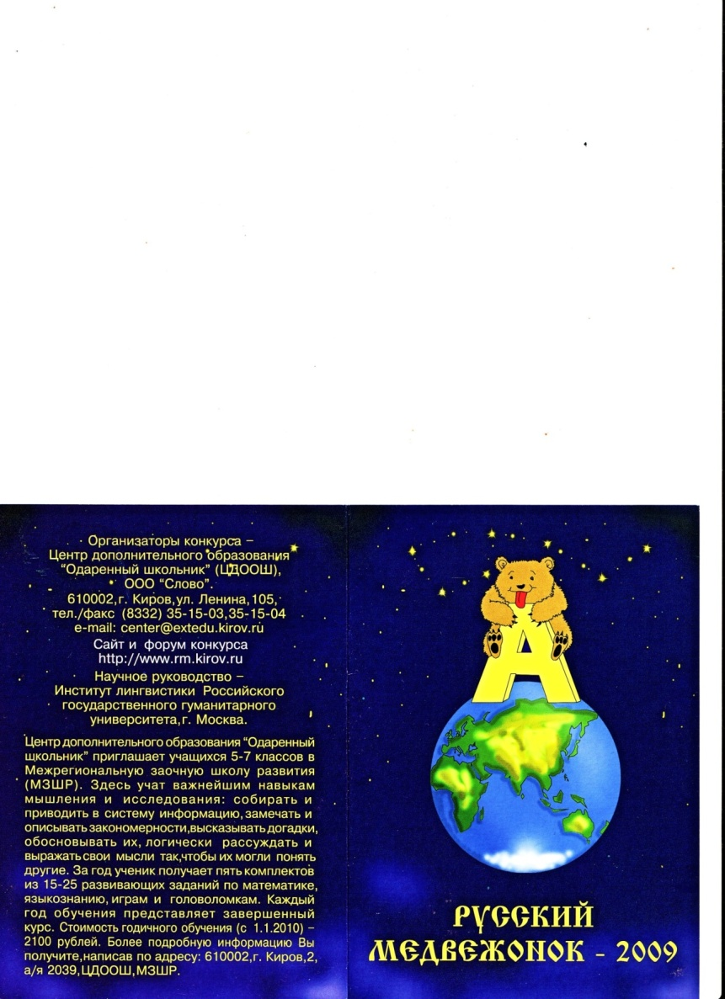 Организаторы конкурса –
Центр дополнительного образования
"Одаренный школьник" (ЦДООШ),
ООО "Слово".
610002, г. Киров, ул. Ленина, 105,
тел./факс (8332) 35-15-03, 35-15-04
e-mail: center@extedu.kirov.ru
Сайт и форум конкурса
http://www.rm.kirov.ru
Научное руководство –
Институт лингвистики Российского
государственного гуманитарного
университета, г. Москва.
Центр дополнительного образования "Одаренный
школьник" приглашает учащихся 5-7 классов в
Межрегиональную заочную школу развития
(МЗШР). Здесь учат важнейшим навыкам
мышления и исследования: собирать и
приводить в систему информацию, замечать и
описывать закономерности, высказывать догадки,
обосновывать их, логически рассуждать и
выражать свои мысли так, чтобы их могли понять
другие. За год ученик получает пять комплектов
из 15-25 развивающих заданий по математике,
языкознанию, играм и головоломкам. Каждый
год обучения представляет завершенный
курс. Стоимость годичного обучения (с 1.1.2010) –
2100 рублей. Более подробную информацию Вы
получите, написав по адресу: 610002, г. Киров, 2,
а/я 2039, ЦДООШ, МЗШР.
А
РУССКИЙ
МЕДВЕЖОНОК - 2009